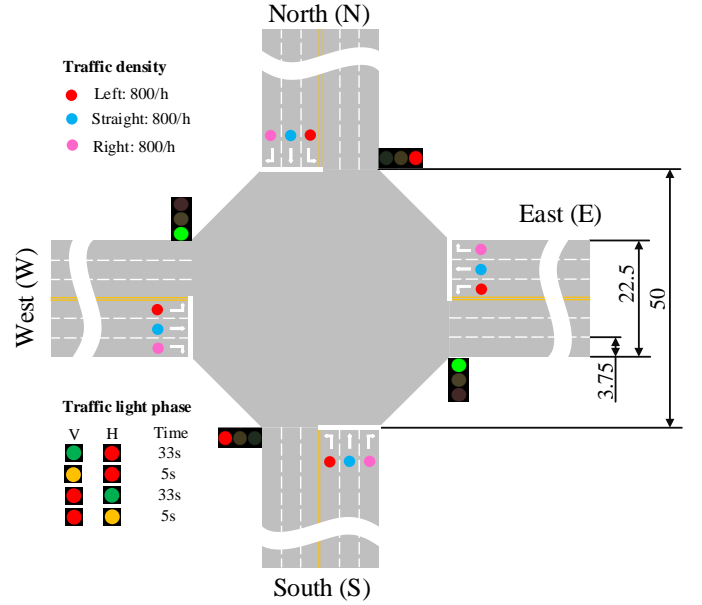 North (N)
Traffic density
Left: 800/h
Straight: 800/h
Right: 800/h
East (E)
West (W)
22.5
50
3.75
Traffic light phase
V H Time
33s
5s
33s
5s
South (S)